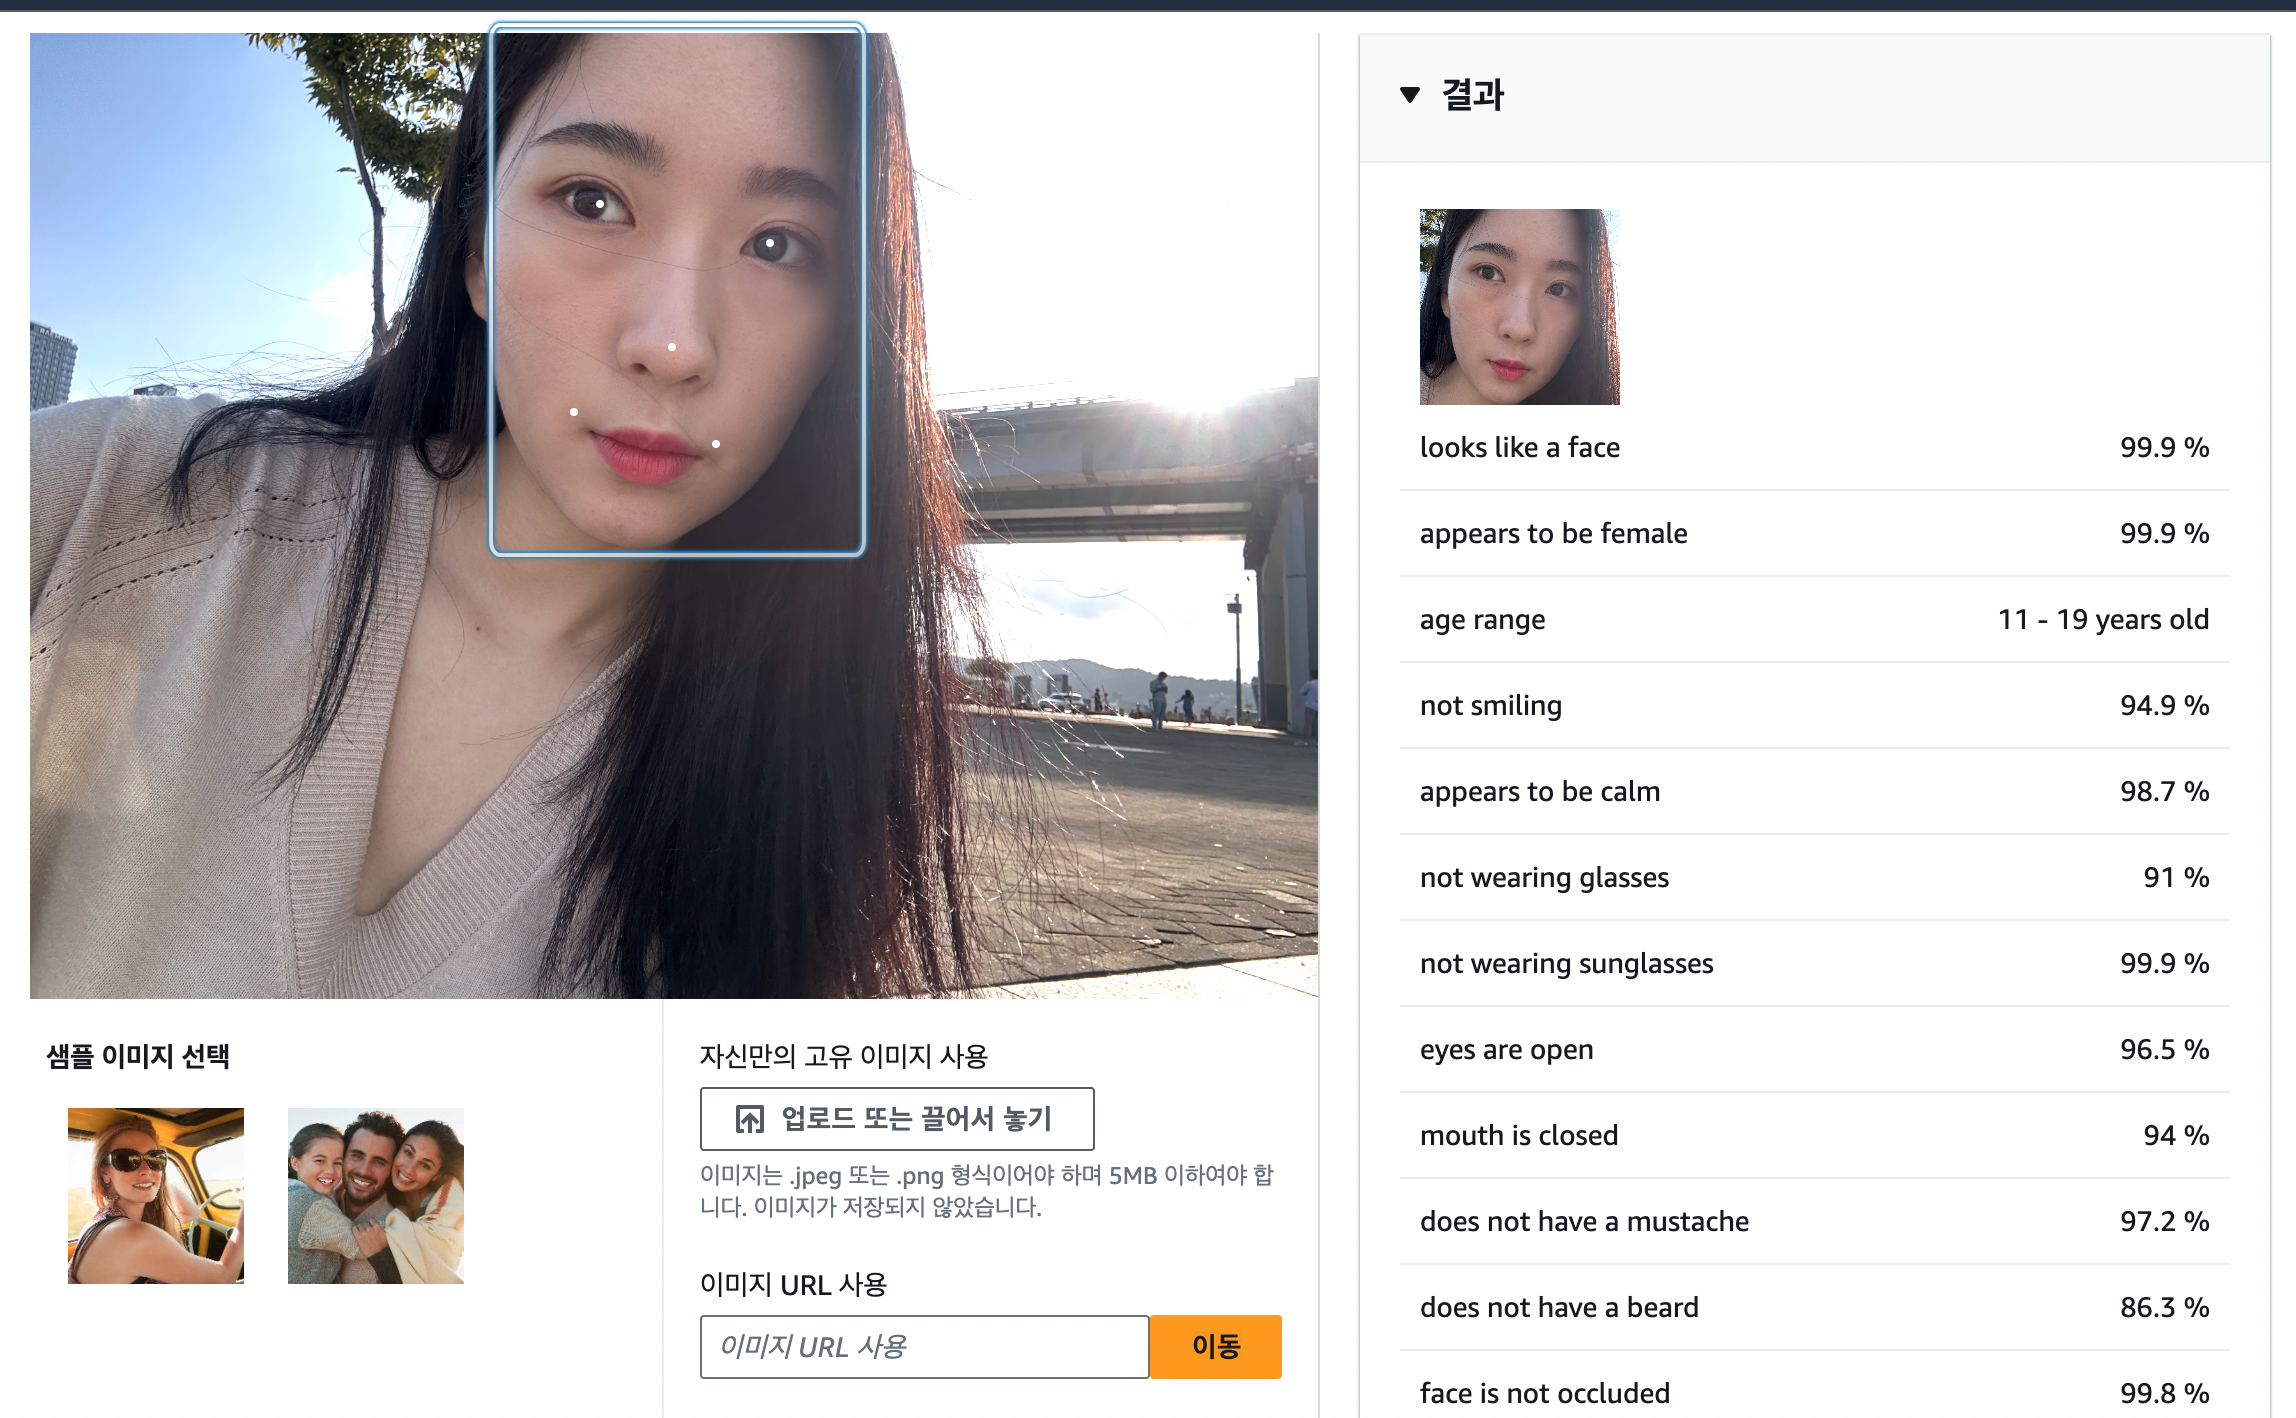 결과
looks like a face 99.9 %
appears to be female 99.9 %
age range 11 - 19 years old
not smiling 94.9 %
appears to be calm 98.7 %
not wearing glasses 91 %
not wearing sunglasses 99.9 %
eyes are open 96.5 %
mouth is closed 94 %
does not have a mustache 97.2 %
does not have a beard 86.3 %
face is not occluded 99.8 %
샘플 이미지 선택
자신만의 고유 이미지 사용
업로드 또는 끌어서 놓기
이미지는 .jpeg 또는 .png 형식이어야 하며 5MB 이하여야 합
니다. 이미지가 저장되지 않았습니다.
이미지 URL 사용
이미지 URL 사용
이동